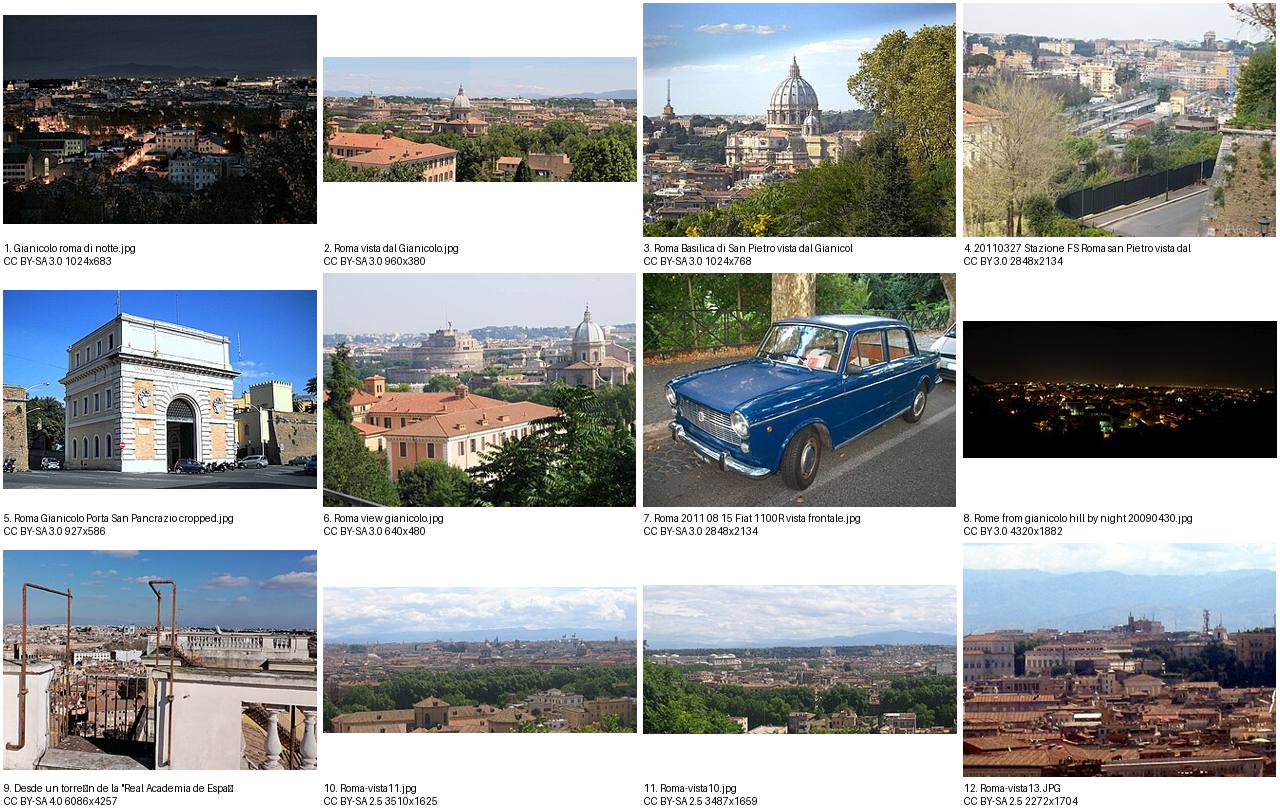 1. Gianicolo roma di notte.jpg
CC BY-SA 3.0 1024x683
2. Roma vista dal Gianicolo.jpg
CC BY-SA 3.0 960x380
3. Roma Basilica di San Pietro vista dal Gianicol
CC BY-SA 3.0 1024x768
4. 20110327 Stazione FS Roma san Pietro vista dal
CC BY 3.0 2848x2134
5. Roma Gianicolo Porta San Pancrazio cropped.jpg
CC BY-SA 3.0 927x586
6. Roma view gianicolo.jpg
CC BY-SA 3.0 640x480
7. Roma 2011 08 15 Fiat 1100R vista frontale.jpg
CC BY-SA 3.0 2848x2134
8. Rome from gianicolo hill by night 20090430.jpg
CC BY-SA 3.0 4320x1882
9. Desde un torre□n de la "Real Academia de Espa□
CC BY-SA 4.0 6086x4257
10. Roma-vista11.jpg
CC BY-SA 2.5 3510x1625
11. Roma-vista10.jpg
CC BY-SA 2.5 3487x1659
12. Roma-vista13.JPG
CC BY-SA 2.5 2272x1704